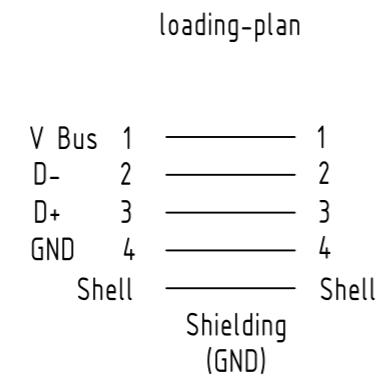 loading-plan
V Bus 1 1
D- 2 2
D+ 3 3
GND 4 4
Shell Shell
Shielding
(GND)